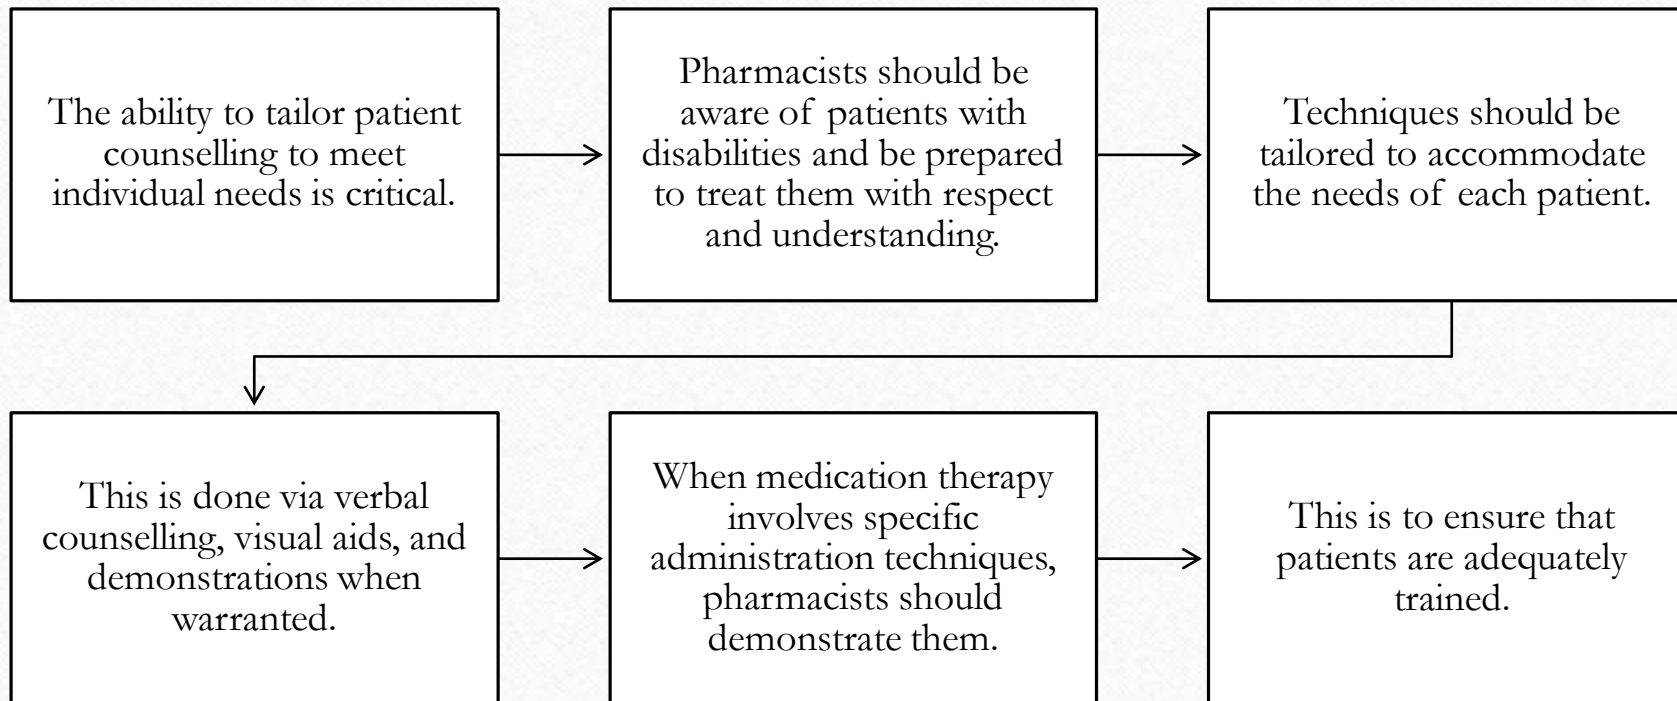 The ability to tailor patient
counselling to meet
individual needs is critical.
Pharmacists should be
aware of patients with
disabilities and be prepared
to treat them with respect
and understanding.
Techniques should be
tailored to accommodate
the needs of each patient.
This is done via verbal
counselling, visual aids, and
demonstrations when
warranted.
When medication therapy
involves specific
administration techniques,
pharmacists should
demonstrate them.
This is to ensure that
patients are adequately
trained.